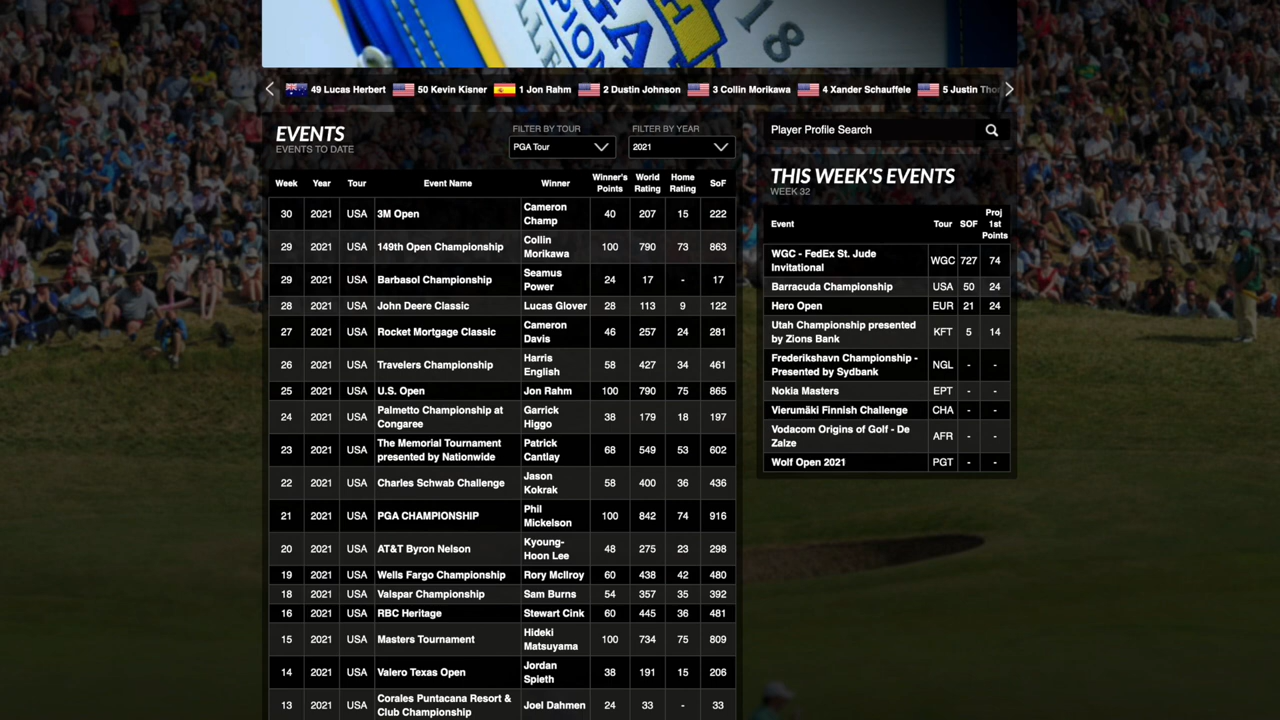 18
49 Lucas Herbert 50 Kevin Kisner 1 Jon Rahm 2 Dustin Johnson 3 Collin Morikawa 4 Xander Schauffele 5 Justin Tho
EVENTS
EVENTS TO DATE
FILTER BY TOUR
PGA Tour
FILTER BY YEAR
2021
Week Year Tour Event Name Winner Winner's Points World Rating Home Rating SoF
30 2021 USA 3M Open Cameron Champ 40 207 15 222
29 2021 USA 149th Open Championship Collin Morikawa 100 790 73 863
29 2021 USA Barbasol Championship Seamus Power 24 17 - 17
28 2021 USA John Deere Classic Lucas Glover 28 113 9 122
27 2021 USA Rocket Mortgage Classic Cameron Davis 46 257 24 281
26 2021 USA Travelers Championship Harris English 58 427 34 461
25 2021 USA U.S. Open Jon Rahm 100 790 75 865
24 2021 USA Palmetto Championship at Congaree Garrick Higgo 38 179 18 197
23 2021 USA The Memorial Tournament presented by Nationwide Patrick Cantlay 68 549 53 602
22 2021 USA Charles Schwab Challenge Jason Kokrak 58 400 36 436
21 2021 USA PGA CHAMPIONSHIP Phil Mickelson 100 842 74 916
20 2021 USA AT&T Byron Nelson Kyoung-Hoon Lee 48 275 23 298
19 2021 USA Wells Fargo Championship Rory McIlroy 60 438 42 480
18 2021 USA Valspar Championship Sam Burns 54 357 35 392
16 2021 USA RBC Heritage Stewart Cink 60 445 36 481
15 2021 USA Masters Tournament Hideki Matsuyama 100 734 75 809
14 2021 USA Valero Texas Open Jordan Spieth 38 191 15 206
13 2021 USA Corales Puntacana Resort & Club Championship Joel Dahmen 24 33 - 33
Player Profile Search
THIS WEEK'S EVENTS
WEEK 32
Event Tour SOF Proj 1st Points
WGC - FedEx St. Jude Invitational WGC 727 74
Barracuda Championship USA 50 24
Hero Open EUR 21 24
Utah Championship presented by Zions Bank KFT 5 14
Frederikshavn Championship - Presented by Sydbank NGL - -
Nokia Masters EPT - -
Vierumäki Finnish Challenge CHA - -
Vodacom Origins of Golf - De Zalze AFR - -
Wolf Open 2021 PGT - -